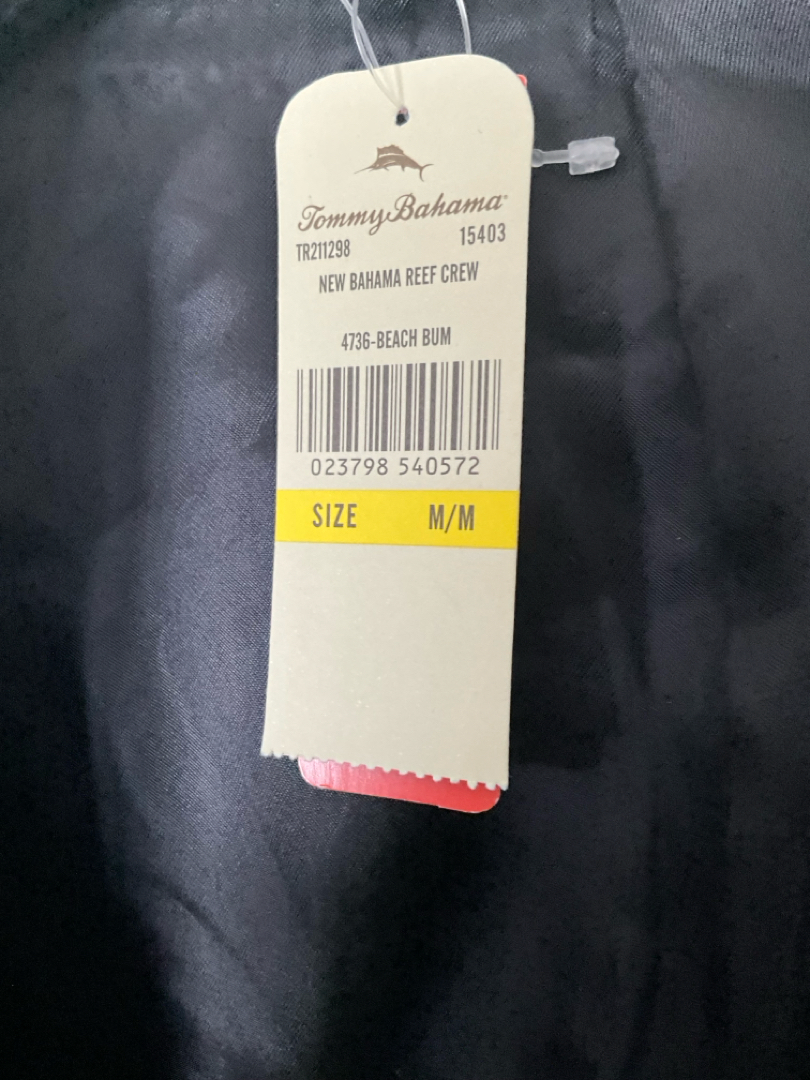 Tommy Bahama®
TR211298 15403
NEW BAHAMA REEF CREW
4736-BEACH BUM
023798 540572
SIZE M/M